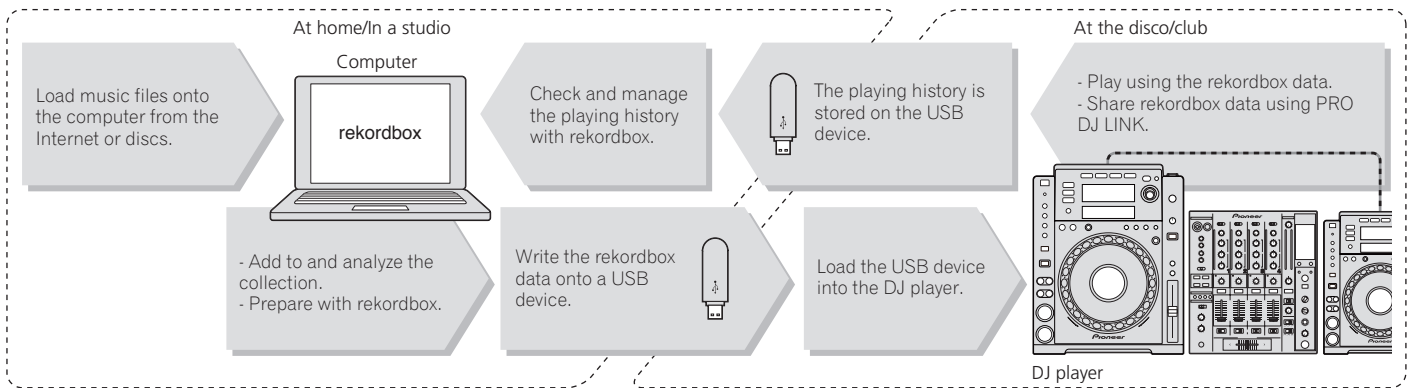 At home/In a studio
At the disco/club
Computer
Load music files onto
the computer from the
Internet or discs.
rekordbox
Check and manage
the playing history
with rekordbox.
The playing history is
stored on the USB
device.
- Play using the rekordbox data.
- Share rekordbox data using PRO
DJ LINK.
- Add to and analyze the
collection.
- Prepare with rekordbox.
Write the rekordbox
data onto a USB
device.
Load the USB device
into the DJ player.
Pioneer
Pioneer
Pioneer
DJ player